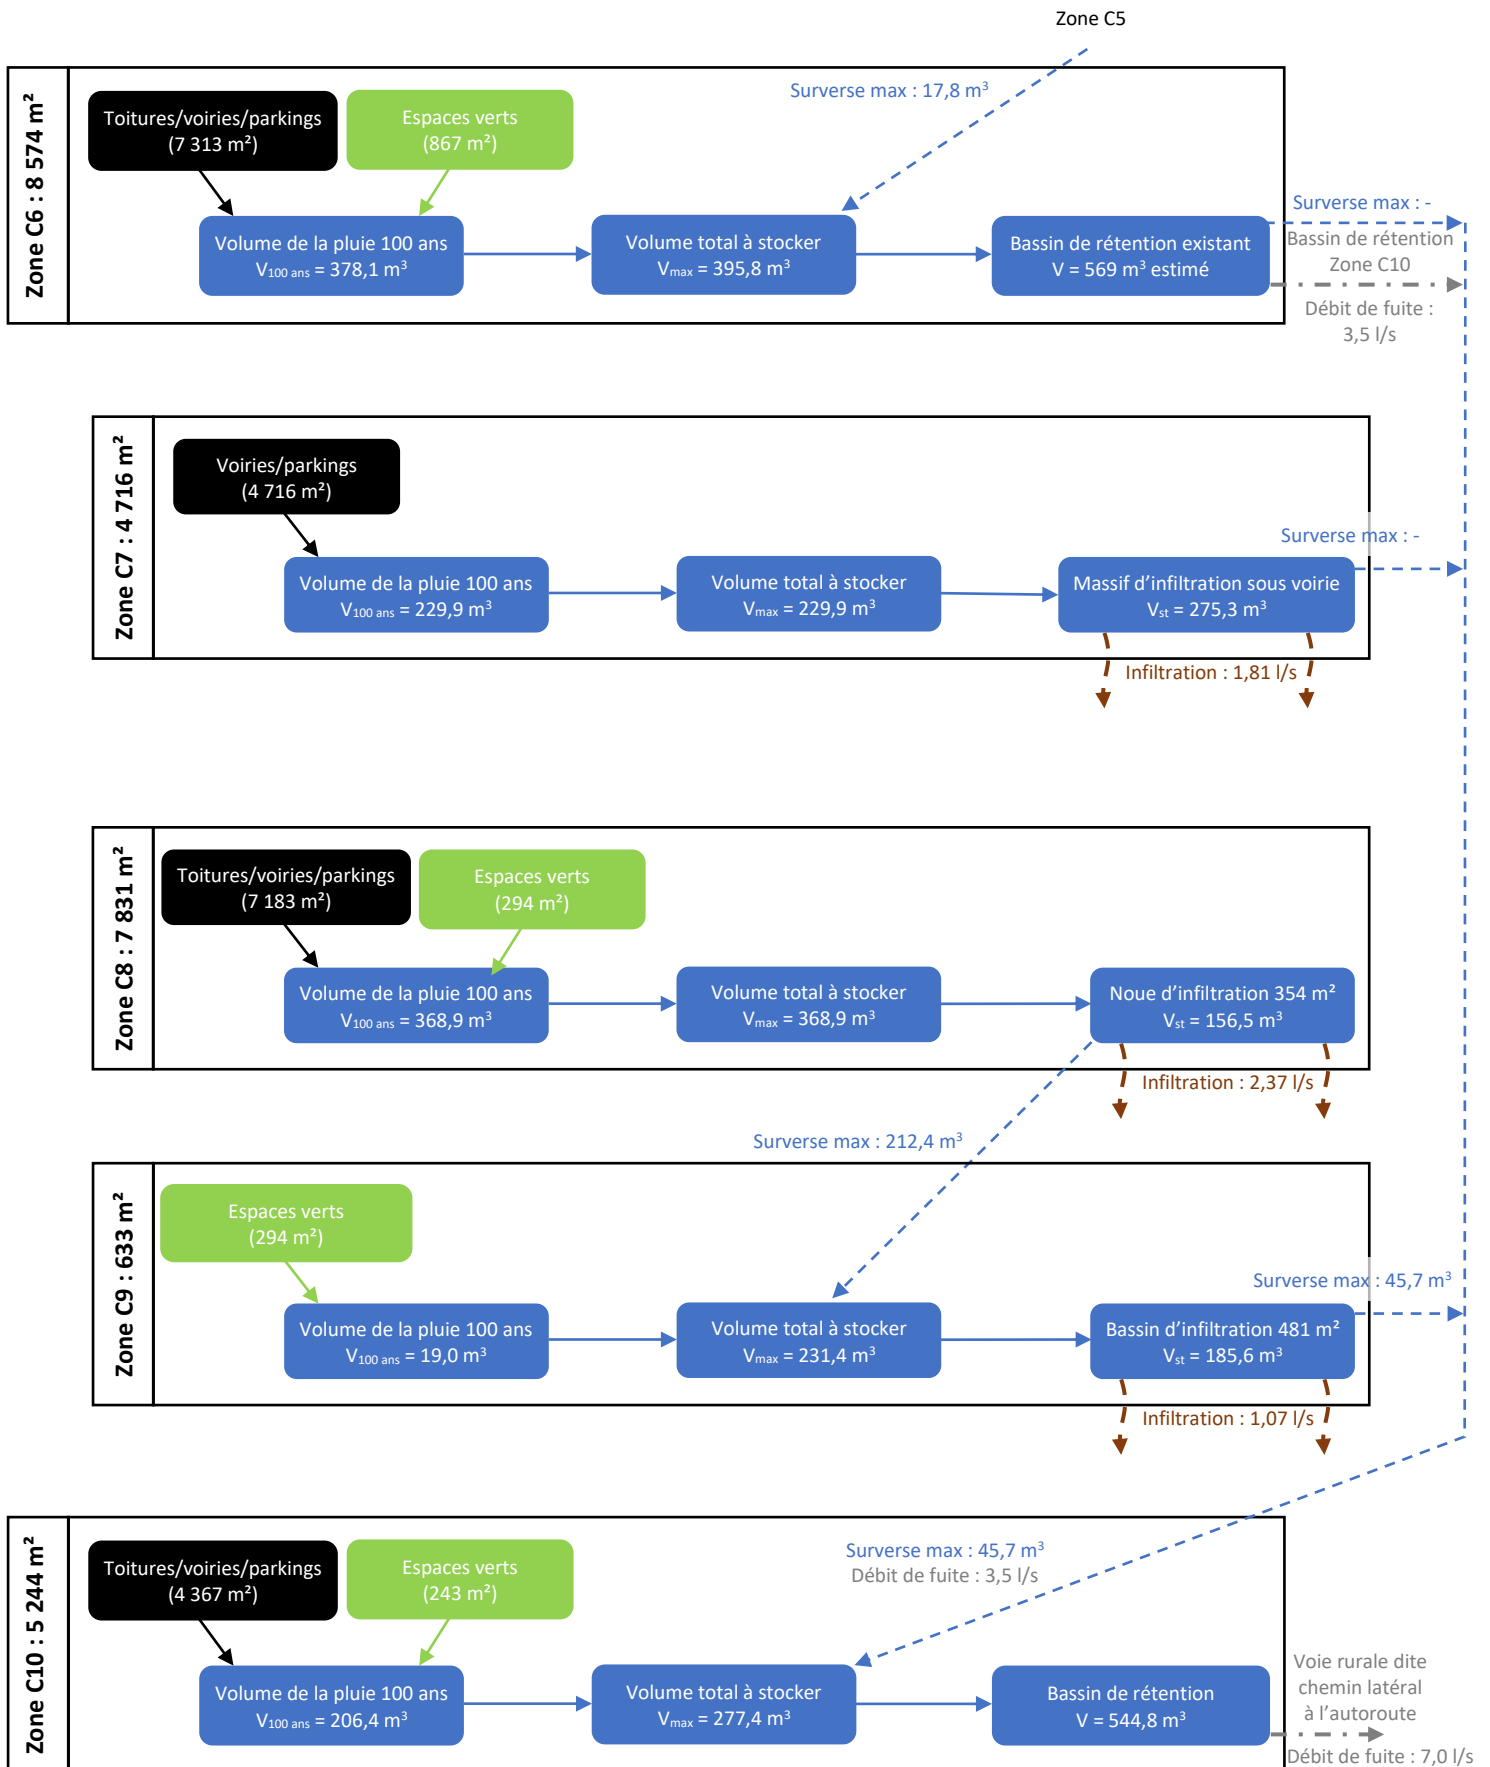 Zone C5
Zone C6 : 8 574 m²
Toitures/voiries/parkings
(7 313 m²)
Espaces verts
(867 m²)
Surverse max : 17,8 m³
Volume de la pluie 100 ans
V100 ans = 378,1 m³
Volume total à stocker
Vmax = 395,8 m³
Bassin de rétention existant
V = 569 m³ estimé
Surverse max : -
Bassin de rétention
Zone C10
Débit de fuite :
3,5 l/s
Zone C7 : 4 716 m²
Voiries/parkings
(4 716 m²)
Volume de la pluie 100 ans
V100 ans = 229,9 m³
Volume total à stocker
Vmax = 229,9 m³
Massif d’infiltration sous voirie
Vst = 275,3 m³
Surverse max : -
Infiltration : 1,81 l/s
Zone C8 : 7 831 m²
Toitures/voiries/parkings
(7 183 m²)
Espaces verts
(294 m²)
Volume de la pluie 100 ans
V100 ans = 368,9 m³
Volume total à stocker
Vmax = 368,9 m³
Noue d’infiltration 354 m²
Vst = 156,5 m³
Infiltration : 2,37 l/s
Surverse max : 212,4 m³
Zone C9 : 633 m²
Espaces verts
(294 m²)
Volume de la pluie 100 ans
V100 ans = 19,0 m³
Volume total à stocker
Vmax = 231,4 m³
Bassin d’infiltration 481 m²
Vst = 185,6 m³
Surverse max : 45,7 m³
Infiltration : 1,07 l/s
Zone C10 : 5 244 m²
Toitures/voiries/parkings
(4 367 m²)
Espaces verts
(243 m²)
Surverse max : 45,7 m³
Débit de fuite : 3,5 l/s
Volume de la pluie 100 ans
V100 ans = 206,4 m³
Volume total à stocker
Vmax = 277,4 m³
Bassin de rétention
V = 544,8 m³
Voie rurale dite
chemin latéral
à l’autoroute
Débit de fuite : 7,0 l/s